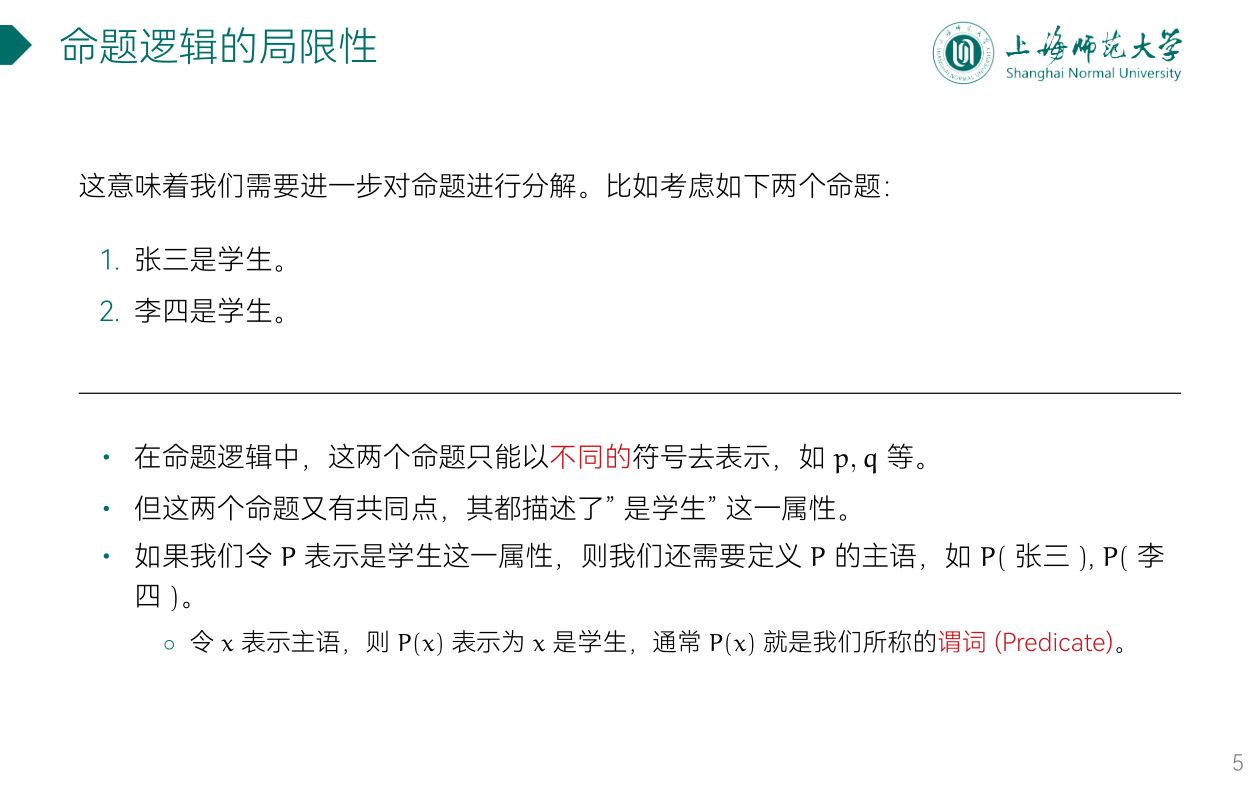 命题逻辑的局限性
上海师范大学
Shanghai Normal University
这意味着我们需要进一步对命题进行分解。比如考虑如下两个命题：
1. 张三是学生。
2. 李四是学生。
• 在命题逻辑中，这两个命题只能以不同的符号去表示，如 p, q 等。
• 但这两个命题又有共同点，其都描述了” 是学生” 这一属性。
• 如果我们令 P 表示是学生这一属性，则我们还需要定义 P 的主语，如 P( 张三 ), P( 李
四 )。
◦ 令 x 表示主语，则 P(x) 表示为 x 是学生，通常 P(x) 就是我们所称的谓词 (Predicate)。
5